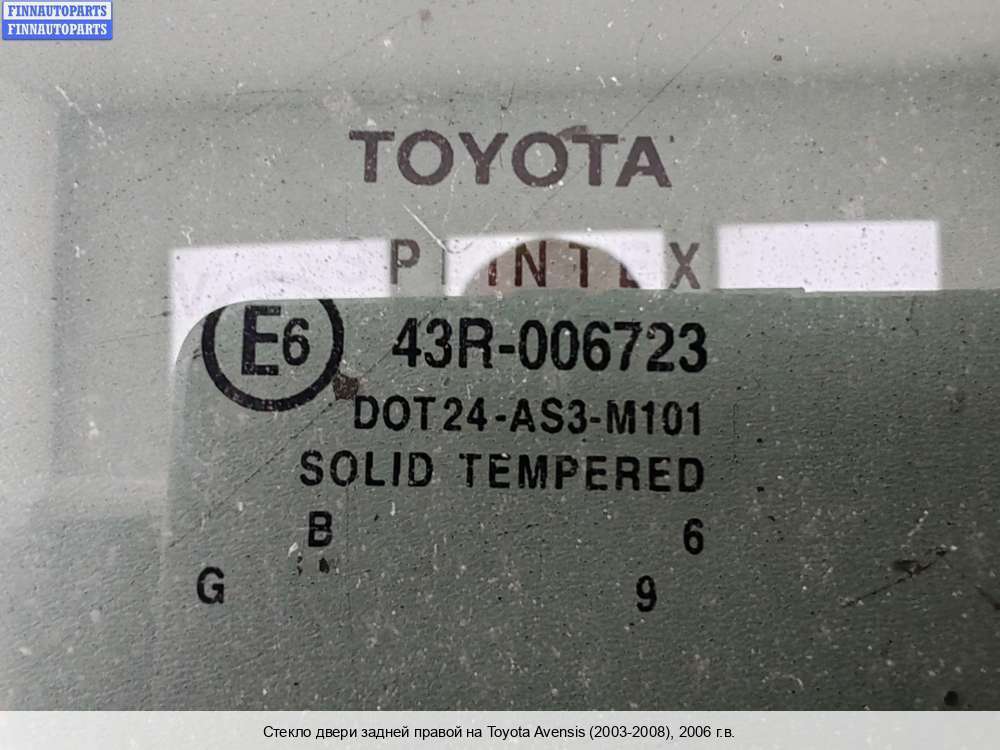 FINNAUTOPARTS
FINNAUTOPARTS
TOYOTA
E6 43R-006723
DOT24-AS3-M101
SOLID TEMPERED
B 6
G 9
Стекло двери задней правой на Toyota Avensis (2003-2008), 2006 г.в.